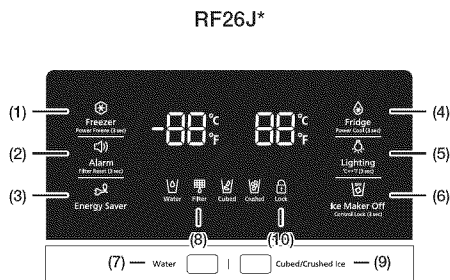 RF26J*
(1)
Freezer
Power Freeze (3 sec)
(2)
Alarm
Filter Reset (3 sec)
(3)
Energy Saver
-88 °C °F
88 °C °F
(4)
Fridge
Power Cool (3 sec)
(5)
Lighting
°C↔°F (3 sec)
(6)
Ice Maker Off
Control Lock (3 sec)
Water Filter Cubed Crushed Lock
(8) (10)
(7) Water | Cubed/Crushed Ice (9)